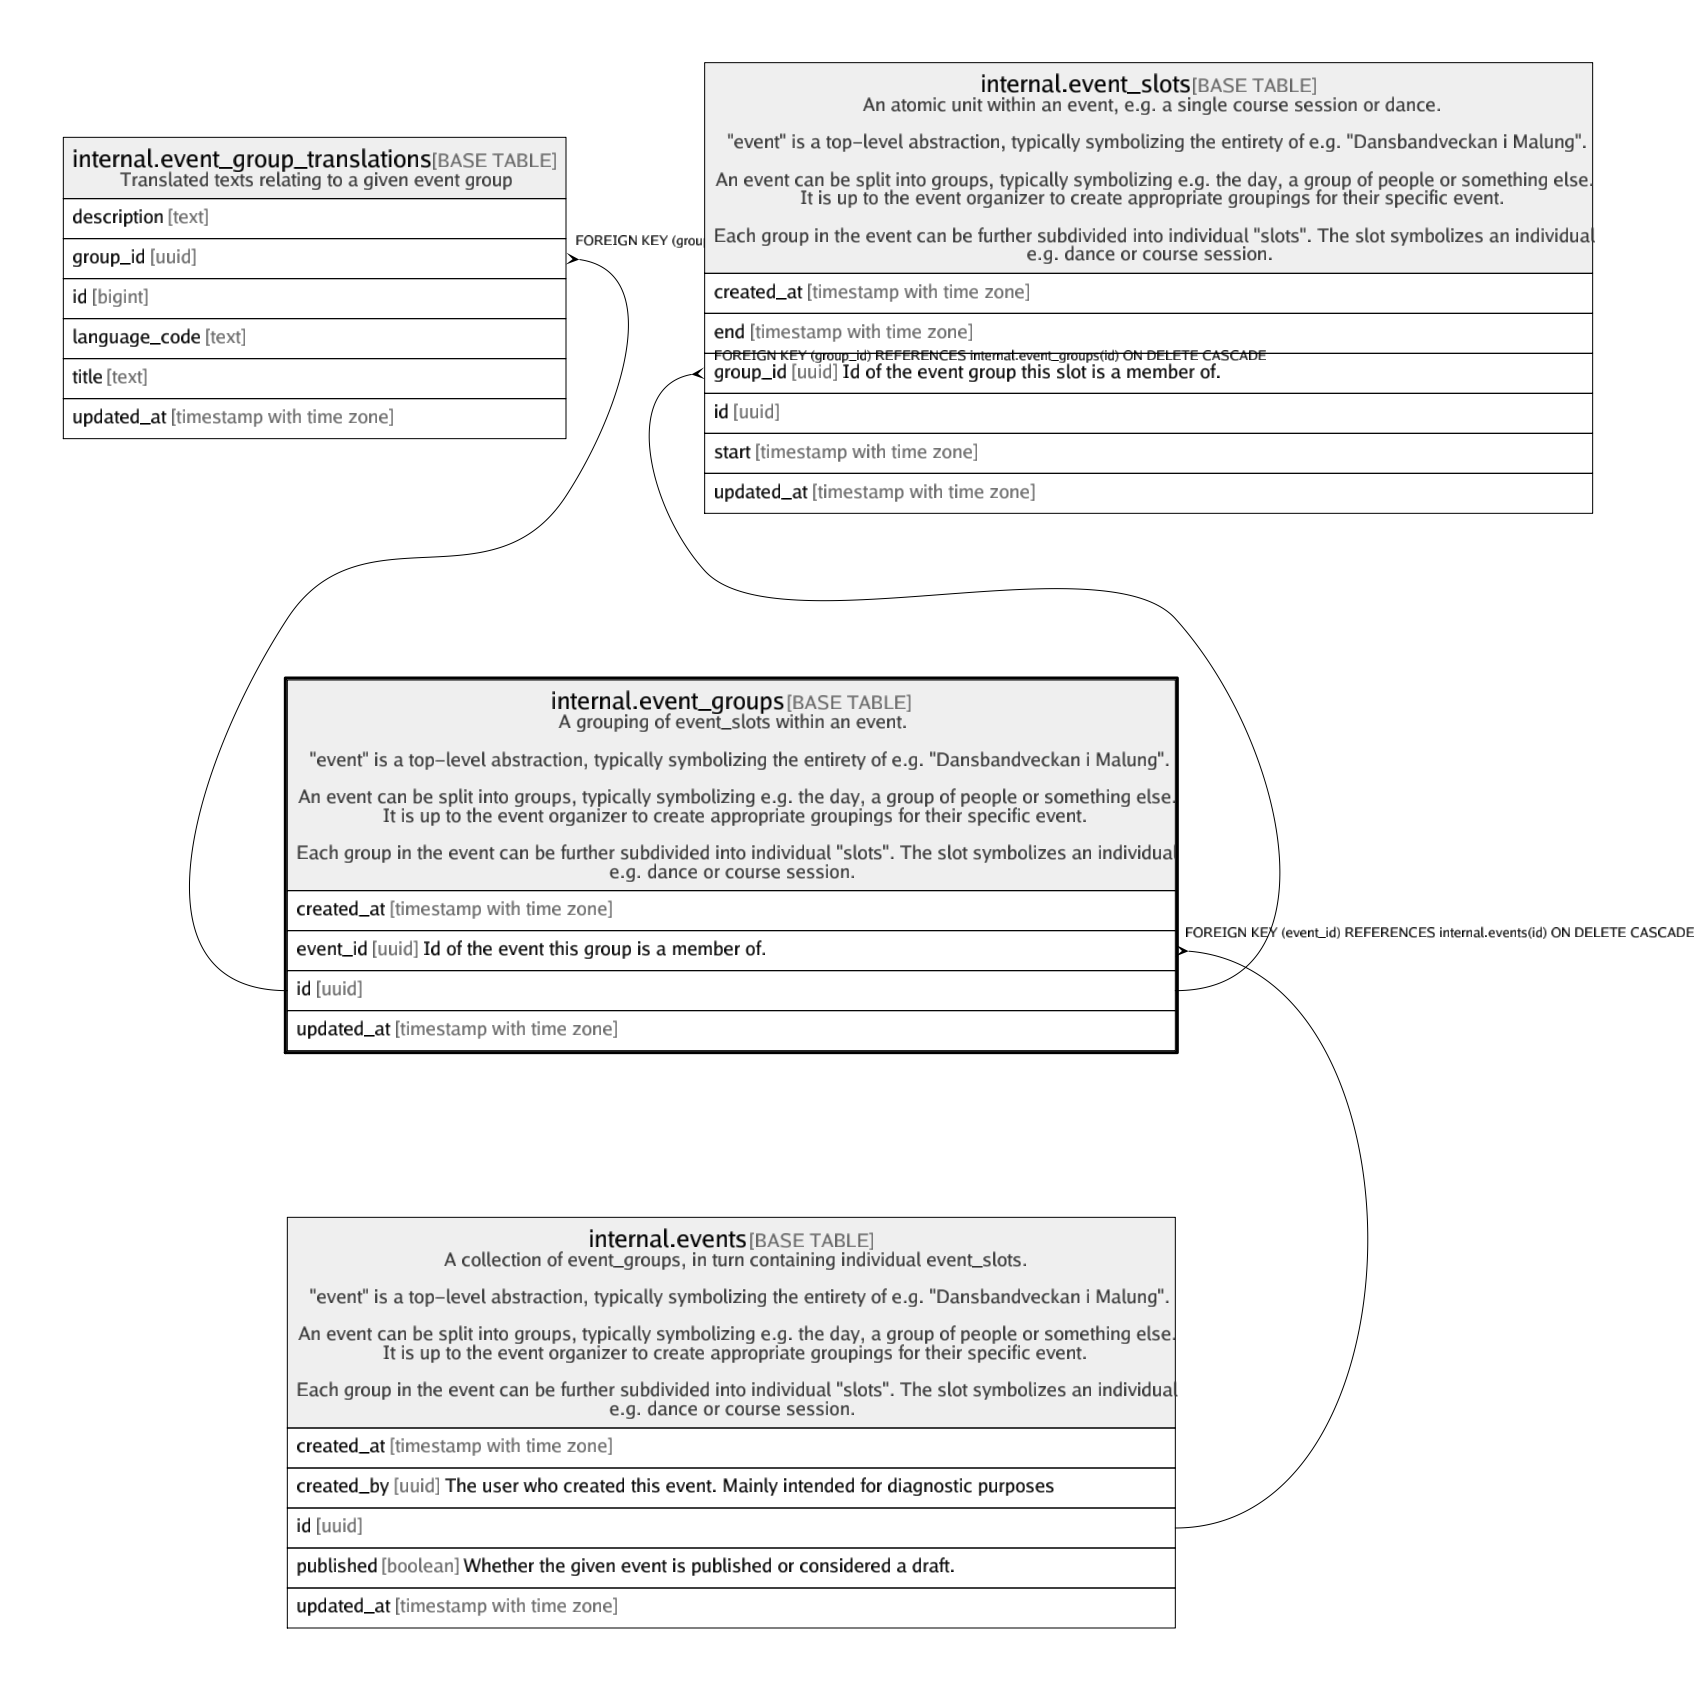 internal.event_group_translations [BASE TABLE]
Translated texts relating to a given event group
description [text]
group_id [uuid]
id [bigint]
language_code [text]
title [text]
updated_at [timestamp with time zone]
FOREIGN KEY
internal.event_slots [BASE TABLE]
An atomic unit within an event, e.g. a single course session or dance.
"event" is a top-level abstraction, typically symbolizing the entirety of e.g. "Dansbandveckan i Malung".
An event can be split into groups, typically symbolizing e.g. the day, a group of people or something else.
It is up to the event organizer to create appropriate groupings for their specific event.
Each group in the event can be further subdivided into individual "slots". The slot symbolizes an individual
e.g. dance or course session.
created_at [timestamp with time zone]
end [timestamp with time zone]
FOREIGN KEY (group_id) REFERENCES internal.event_groups(id) ON DELETE CASCADE
group_id [uuid] Id of the event group this slot is a member of.
id [uuid]
start [timestamp with time zone]
updated_at [timestamp with time zone]
internal.event_groups [BASE TABLE]
A grouping of event_slots within an event.
"event" is a top-level abstraction, typically symbolizing the entirety of e.g. "Dansbandveckan i Malung".
An event can be split into groups, typically symbolizing e.g. the day, a group of people or something else.
It is up to the event organizer to create appropriate groupings for their specific event.
Each group in the event can be further subdivided into individual "slots". The slot symbolizes an individual
e.g. dance or course session.
created_at [timestamp with time zone]
event_id [uuid] Id of the event this group is a member of.
id [uuid]
updated_at [timestamp with time zone]
FOREIGN KEY (event_id) REFERENCES internal.events(id) ON DELETE CASCADE
internal.events [BASE TABLE]
A collection of event_groups, in turn containing individual event_slots.
"event" is a top-level abstraction, typically symbolizing the entirety of e.g. "Dansbandveckan i Malung".
An event can be split into groups, typically symbolizing e.g. the day, a group of people or something else.
It is up to the event organizer to create appropriate groupings for their specific event.
Each group in the event can be further subdivided into individual "slots". The slot symbolizes an individual
e.g. dance or course session.
created_at [timestamp with time zone]
created_by [uuid] The user who created this event. Mainly intended for diagnostic purposes
id [uuid]
published [boolean] Whether the given event is published or considered a draft.
updated_at [timestamp with time zone]